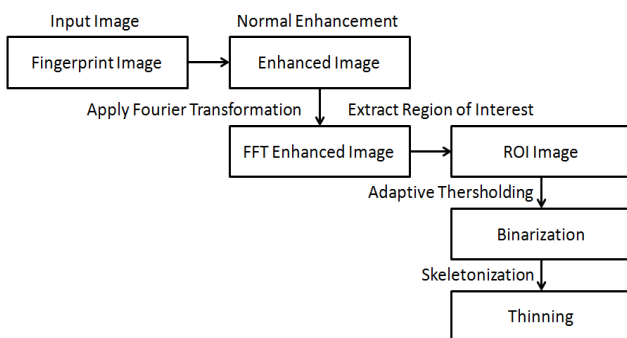 Input Image
Normal Enhancement
Fingerprint Image
Enhanced Image
Apply Fourier Transformation
Extract Region of Interest
FFT Enhanced Image
ROI Image
Adaptive Thersholding
Binarization
Skeletonization
Thinning